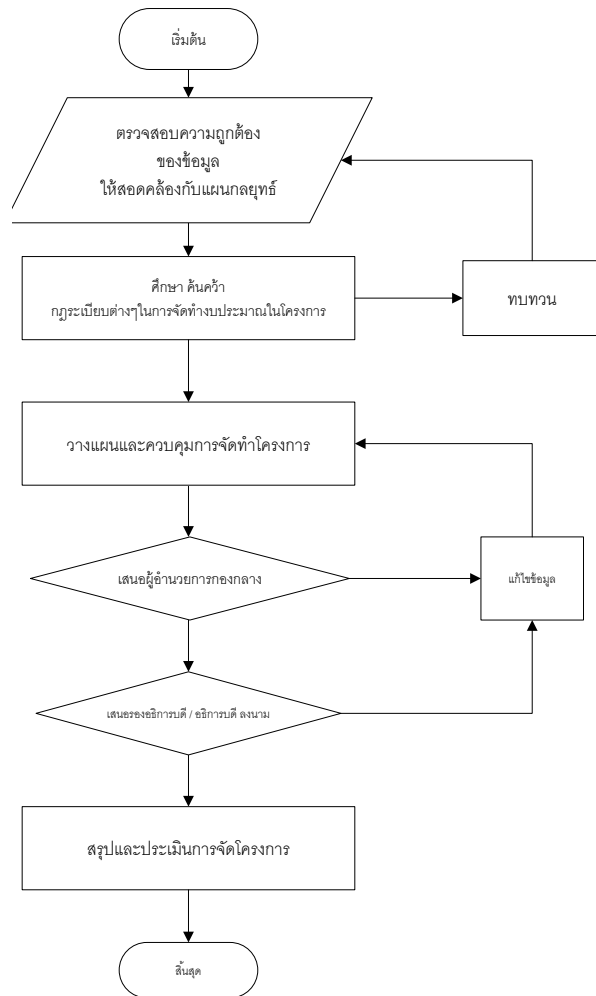 เริ่มต้น
ตรวจสอบความถูกต้อง
ของข้อมูล
ให้สอดคล้องกับแผนกลยุทธ์
ศึกษา ค้นคว้า
กฎระเบียบต่างๆในการจัดทำงบประมาณในโครงการ
ทบทวน
วางแผนและควบคุมการจัดทำโครงการ
เสนอผู้อำนวยการกองกลาง
แก้ไขข้อมูล
เสนอรองอธิการบดี / อธิการบดี ลงนาม
สรุปและประเมินการจัดโครงการ
สิ้นสุด